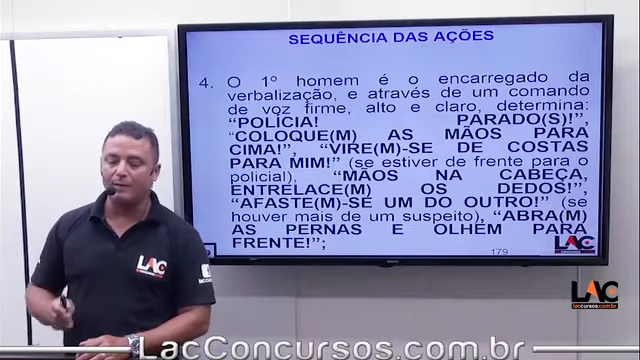 SEQUÊNCIA DAS AÇÕES
4. O 1º homem é o encarregado da
verbalização, e através de um comando
de voz firme, alto e claro, determina:
“POLÍCIA! PARADO(S)!”,
“COLOQUE(M) AS MÃOS PARA
CIMA!”, “VIRE(M)-SE DE COSTAS
PARA MIM!” (se estiver de frente para o
policial), “MÃOS NA CABEÇA,
ENTRELACE(M) OS DEDOS!”,
“AFASTE(M)-SE UM DO OUTRO!” (se
houver mais de um suspeito), “ABRA(M)
AS PERNAS E OLHEM PARA
FRENTE!”;
179
LAC
CONCURSOS
LAC
LAC
laccursos.com.br
LacConcursos.com.br